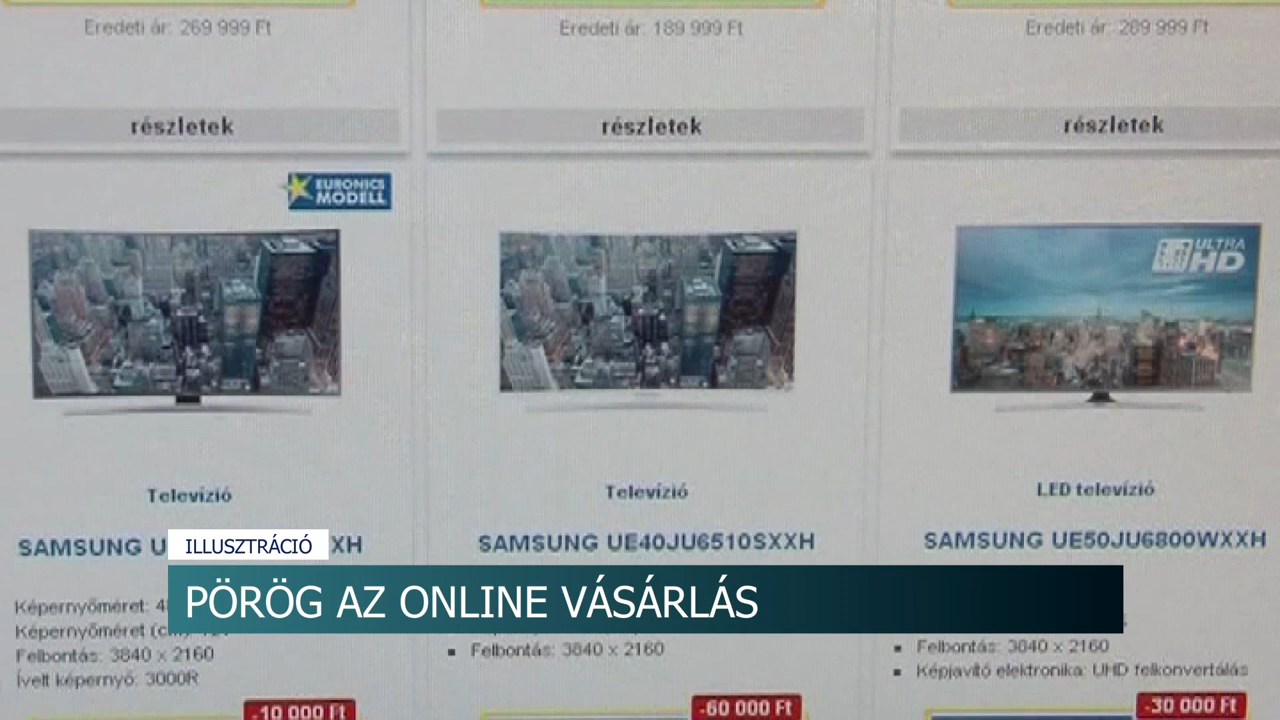 Eredeti ár: 269 999 Ft
Eredeti ár: 189 999 Ft
Eredeti ár: 289 999 Ft
részletek
részletek
részletek
EURONICS
MODELL
ULTRA
HD
Televízió
Televízió
LED televízió
SAMSUNG
XH
SAMSUNG UE40JU6510SXXH
SAMSUNG UE50JU6800WXXH
ILLUSZTRÁCIÓ
PÖRÖG AZ ONLINE VÁSÁRLÁS
Képernyőméret:
Képernyőméret
Felbontás: 3840 x 2160
Ívelt képernyő: 3000R
Felbontás: 3840 x 2160
Felbontás: 3840 x 2160
Képjavító elektronika: UHD felkonvertálás
-10 000 Ft
-60 000 Ft
-30 000 Ft